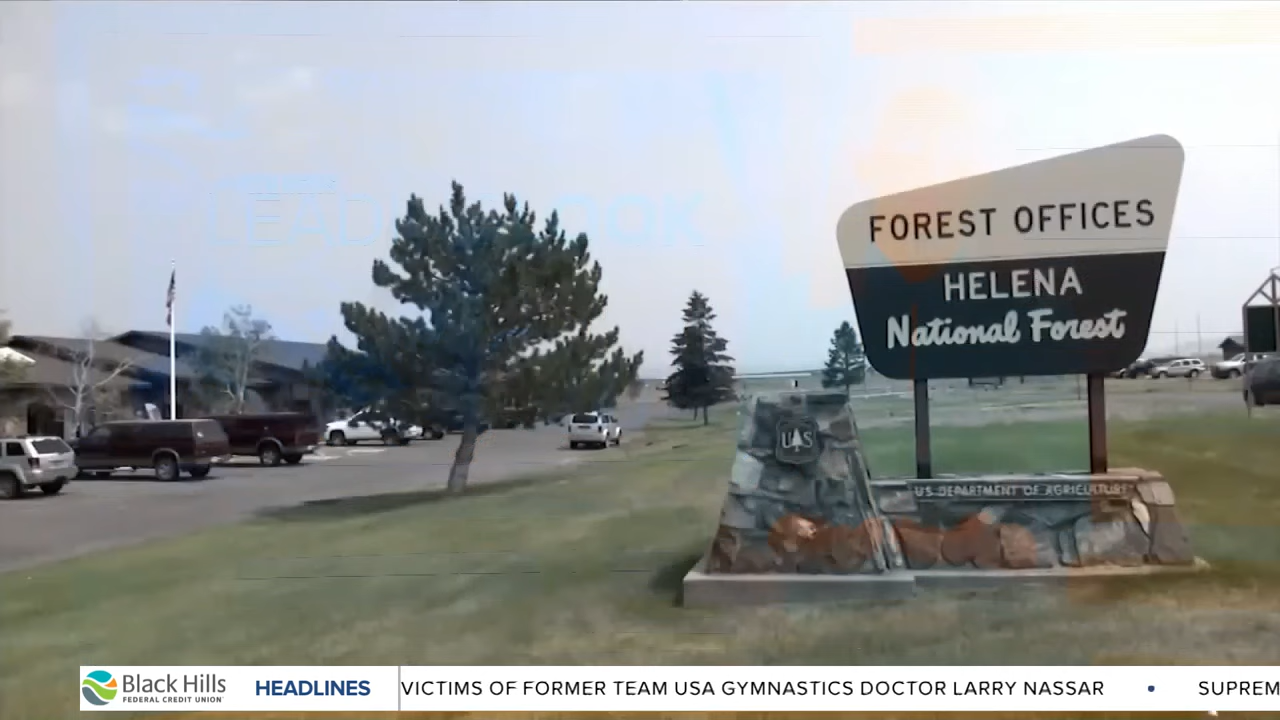 FOREST OFFICES
HELENA
National Forest
U S
US DEPARTMENT OF AGRICULTURE
Black Hills
FEDERAL CREDIT UNION
HEADLINES
VICTIMS OF FORMER TEAM USA GYMNASTICS DOCTOR LARRY NASSAR • SUPREM